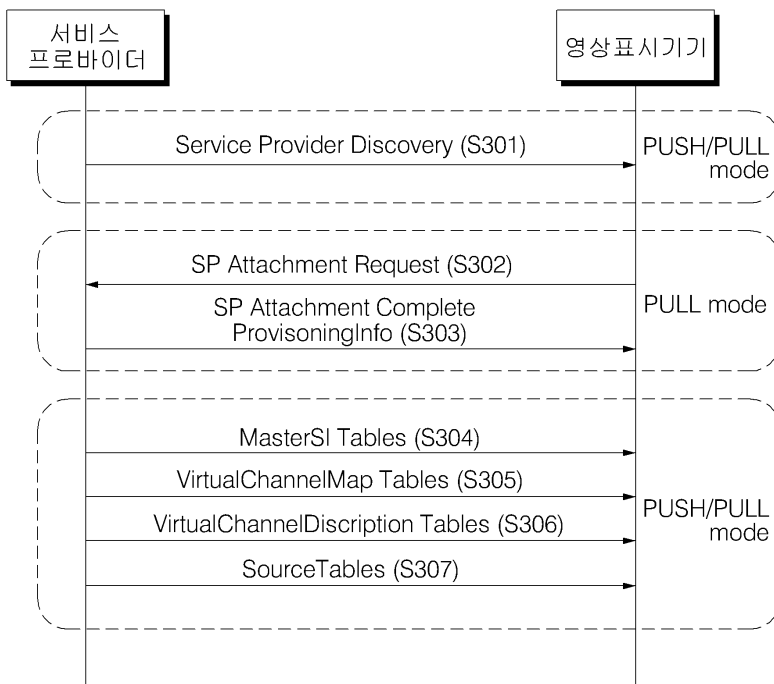 서비스
프로바이더
영상표시기기
Service Provider Discovery (S301)
PUSH/PULL
mode
SP Attachment Request (S302)
SP Attachment Complete
ProvisoningInfo (S303)
PULL mode
MasterSI Tables (S304)
VirtualChannelMap Tables (S305)
VirtualChannelDiscription Tables (S306)
SourceTables (S307)
PUSH/PULL
mode